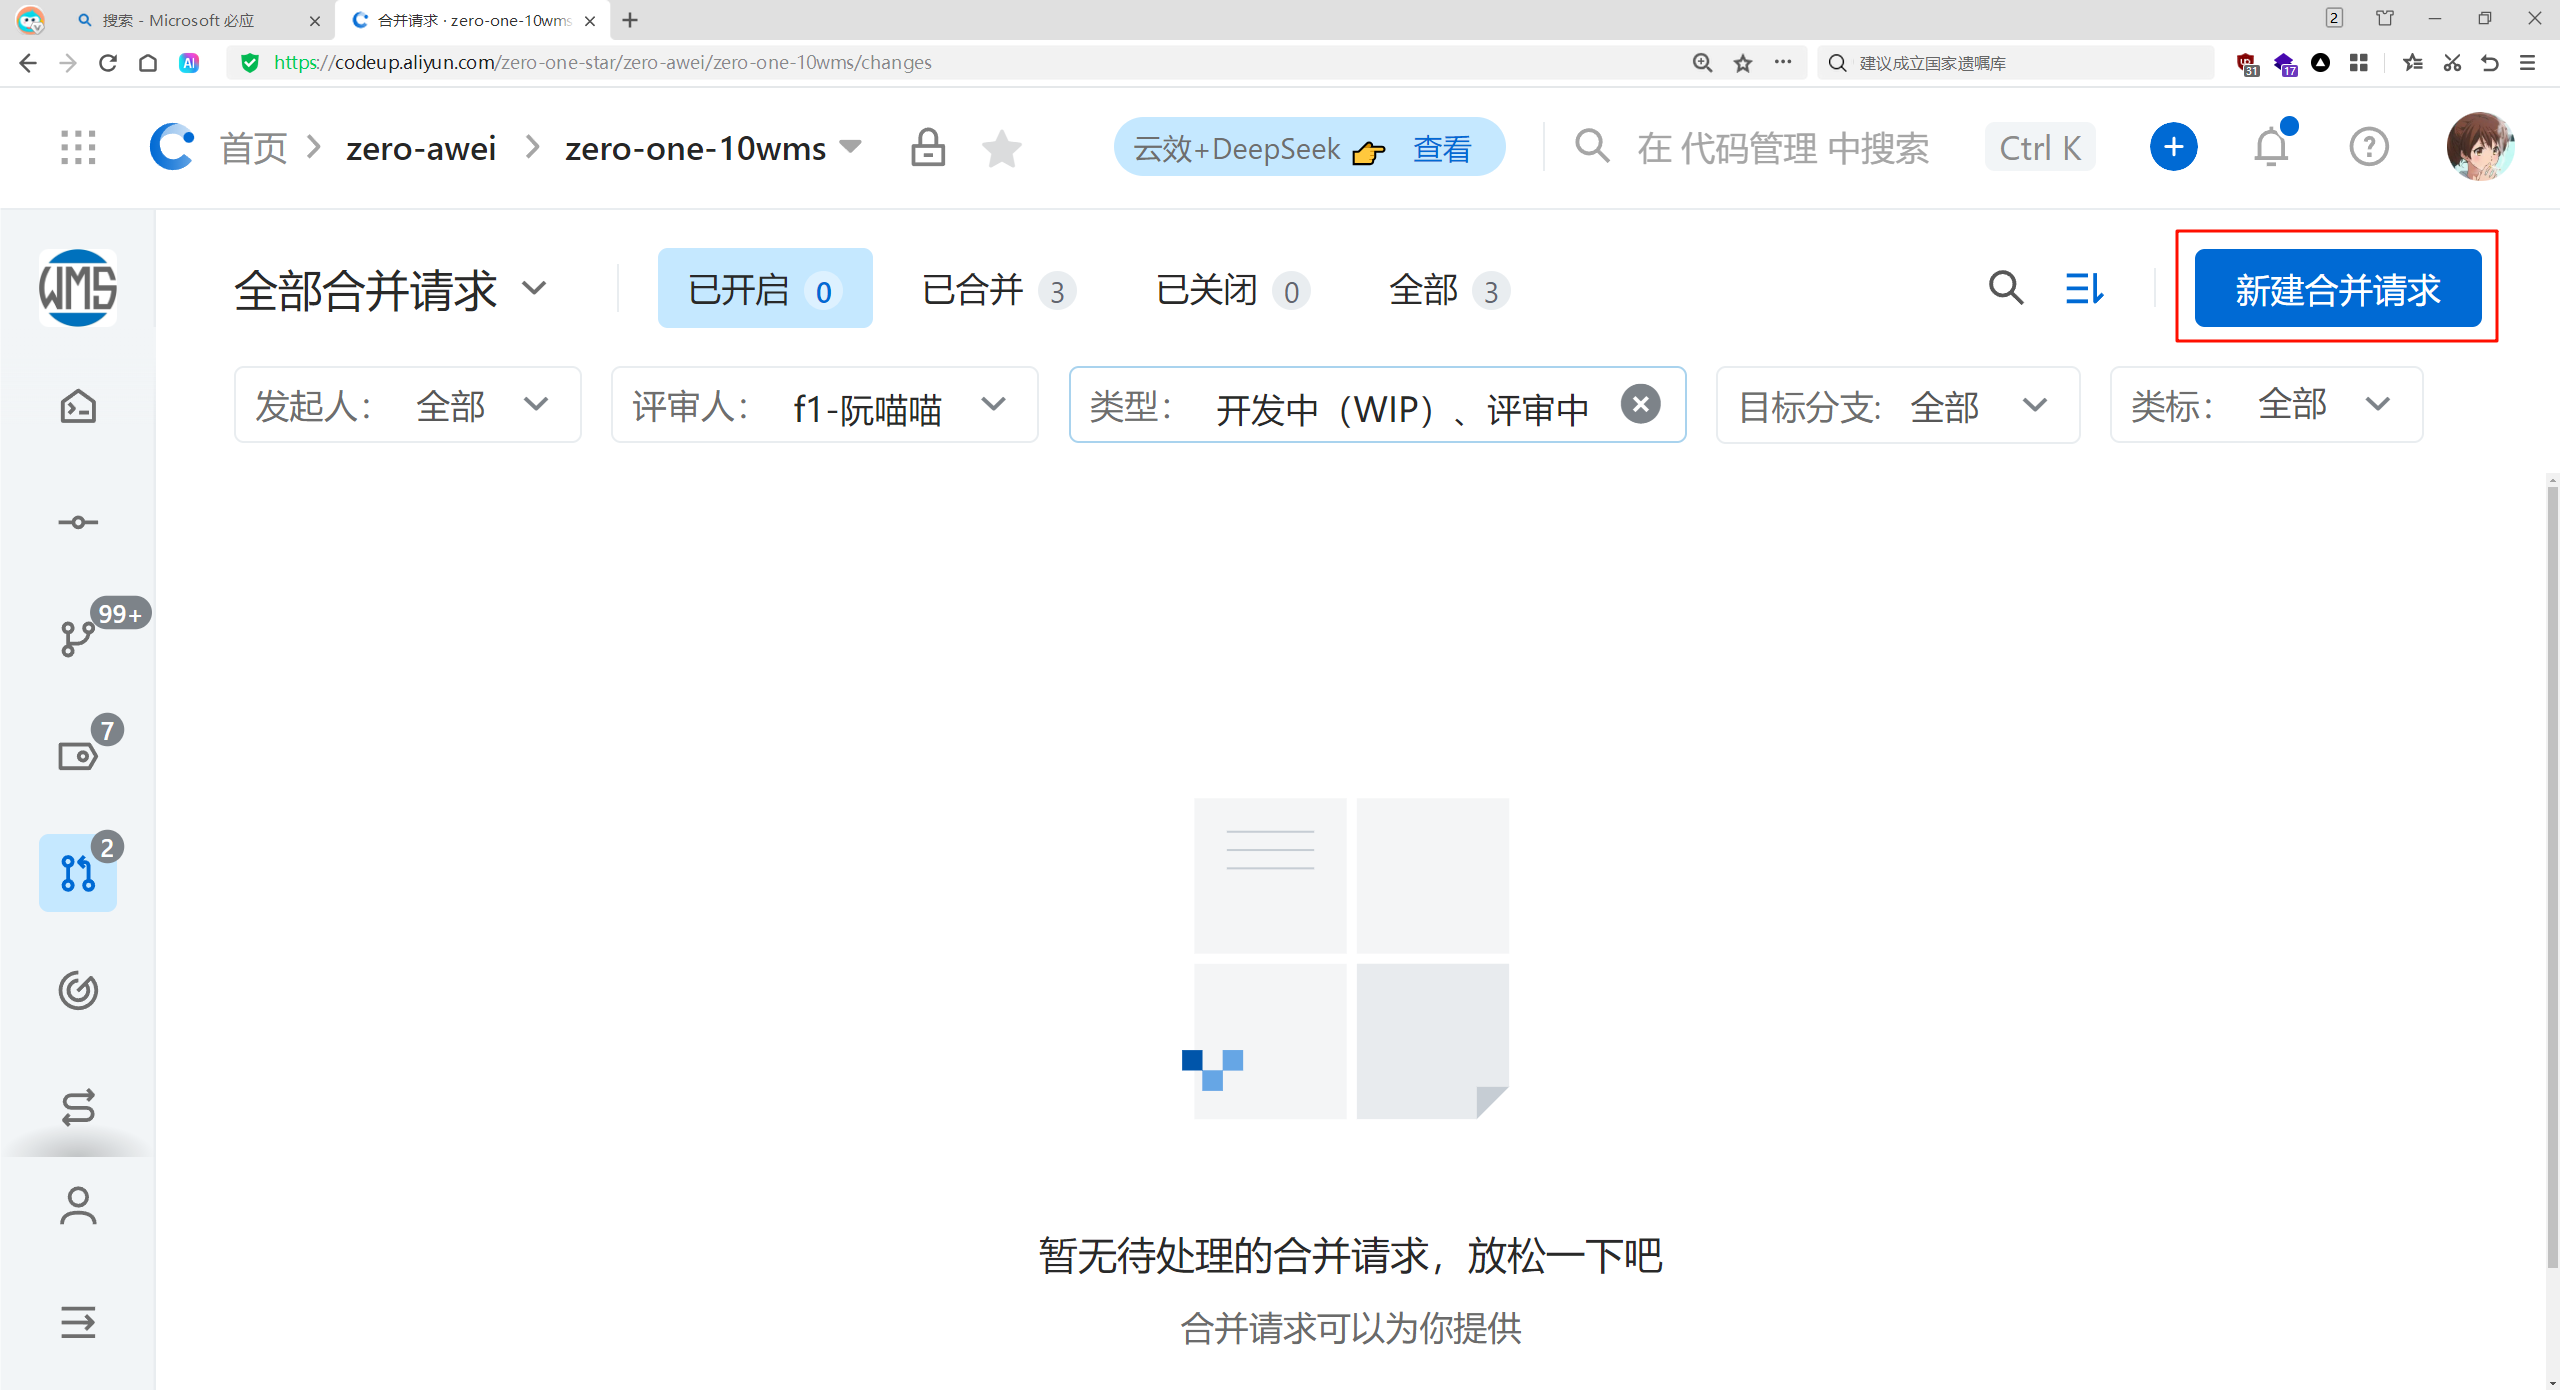 搜索 - Microsoft 必应
合并请求 · zero-one-10wms
2
AI
https://codeup.aliyun.com/zero-one-star/zero-awei/zero-one-10wms/changes
建议成立国家遗嘱库
31
17
首页 > zero-awei > zero-one-10wms
云效+DeepSeek 👉 查看
在 代码管理 中搜索
Ctrl K
WMS
全部合并请求
已开启 0
已合并 3
已关闭 0
全部 3
新建合并请求
发起人： 全部
评审人： f1-阮喵喵
类型： 开发中（WIP）、评审中
目标分支: 全部
类标： 全部
99+
7
2
暂无待处理的合并请求，放松一下吧
合并请求可以为你提供